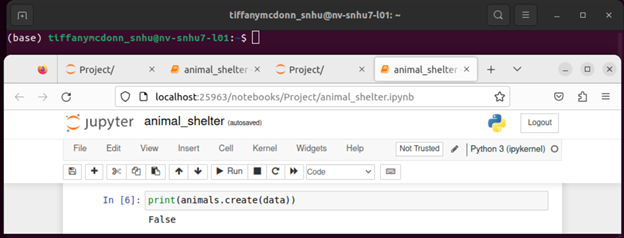 tiffanymcdonn_snhu@nv-snhu7-l01: ~
(base) tiffanymcdonn_snhu@nv-snhu7-l01:~$
Project/
animal_shelter
Project/
animal_shelter
localhost:25963/notebooks/Project/animal_shelter.ipynb
jupyter animal_shelter (autosaved)
Logout
File Edit View Insert Cell Kernel Widgets Help
Not Trusted
Python 3 (ipykernel)
Run
Code
In [6]: print(animals.create(data))
False